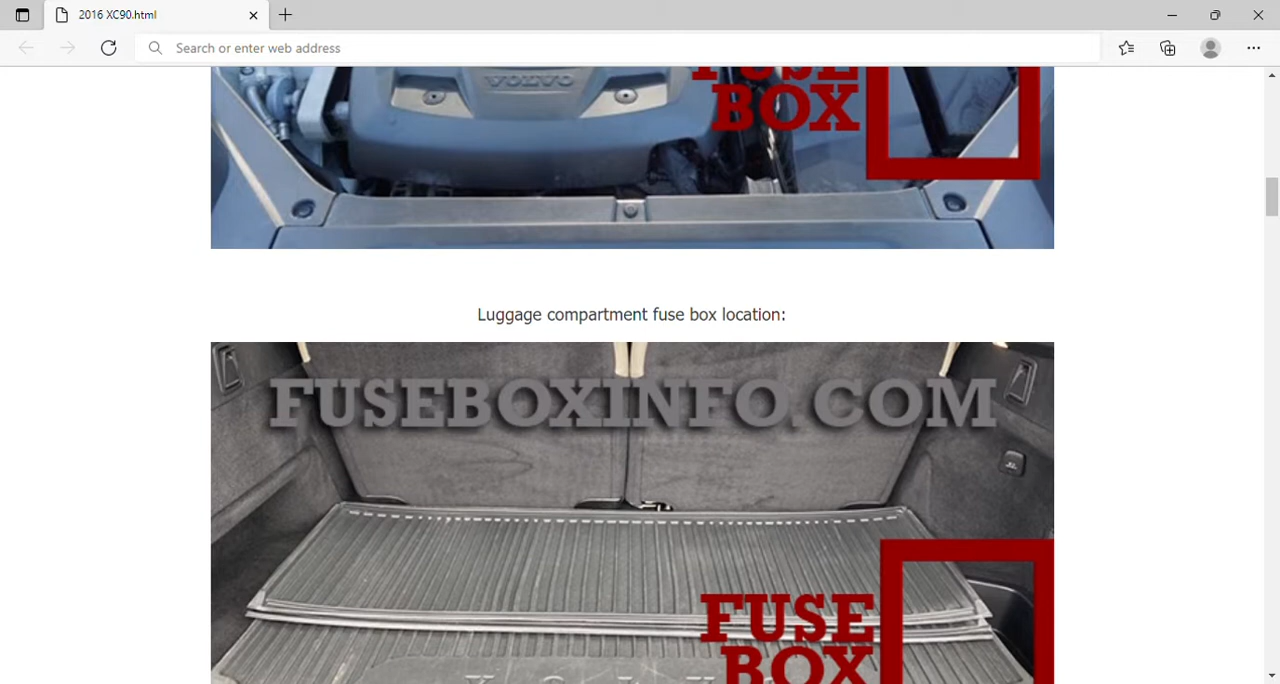 2016 XC90.html
Search or enter web address
VOLVO
FUSE
BOX
Luggage compartment fuse box location:
FUSEBOXINFO.COM
FUSE
BOX